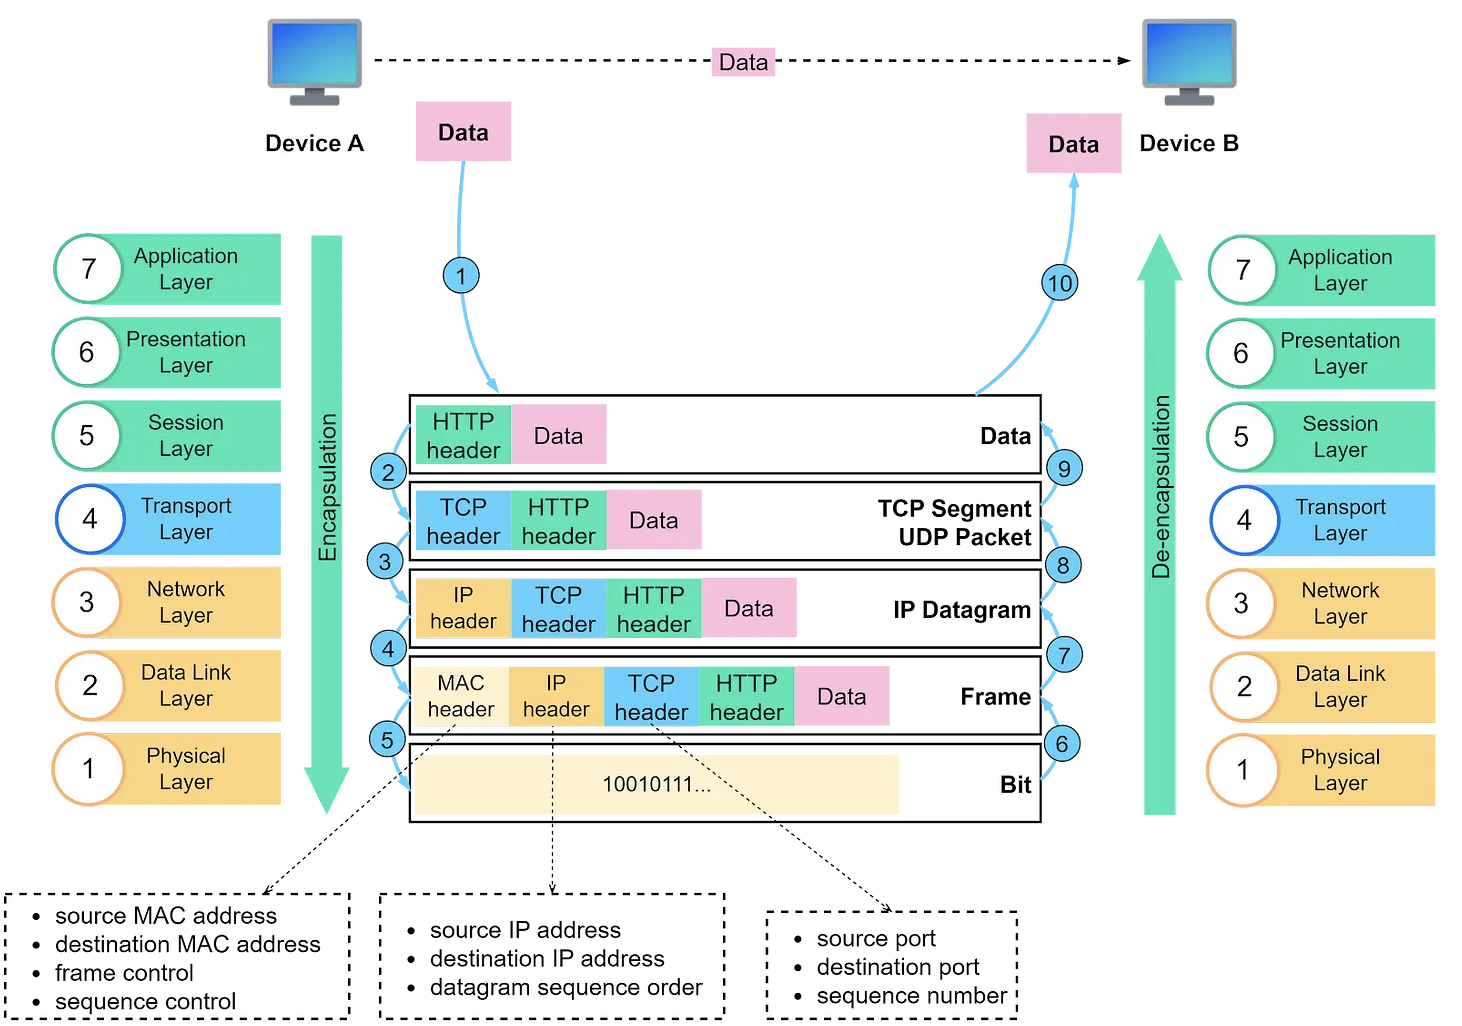 Data
Device A
Data
Data
Device B
7
Application
Layer
6
Presentation
Layer
5
Session
Layer
4
Transport
Layer
3
Network
Layer
2
Data Link
Layer
1
Physical
Layer
Encapsulation
1
10
HTTP
header
Data
Data
2
9
TCP
header
HTTP
header
Data
TCP Segment
UDP Packet
3
8
IP
header
TCP
header
HTTP
header
Data
IP Datagram
4
7
MAC
header
IP
header
TCP
header
HTTP
header
Data
Frame
5
6
10010111...
Bit
De-encapsulation
7
Application
Layer
6
Presentation
Layer
5
Session
Layer
4
Transport
Layer
3
Network
Layer
2
Data Link
Layer
1
Physical
Layer
• source MAC address
• destination MAC address
• frame control
• sequence control
• source IP address
• destination IP address
• datagram sequence order
• source port
• destination port
• sequence number